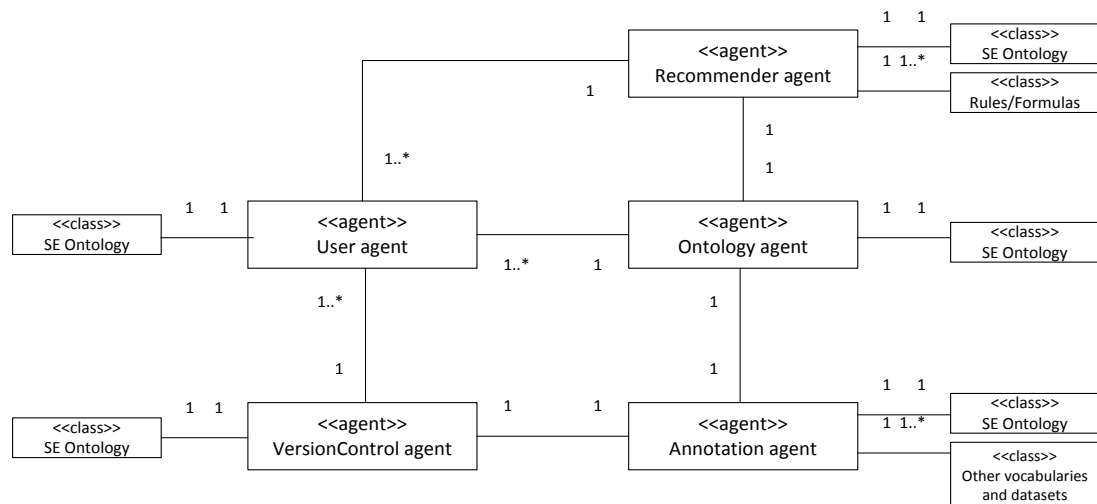 1 1
<<agent>>
Recommender agent
<<class>>
SE Ontology
1 1..*
<<class>>
Rules/Formulas
1
1
1..*
1
1 1
<<class>>
SE Ontology
<<agent>>
User agent
<<agent>>
Ontology agent
1 1
<<class>>
SE Ontology
1..* 1
1..*
1
1
1
1 1
<<class>>
SE Ontology
<<agent>>
VersionControl agent
1 1
<<agent>>
Annotation agent
1 1
<<class>>
SE Ontology
1 1..*
<<class>>
Other vocabularies
and datasets